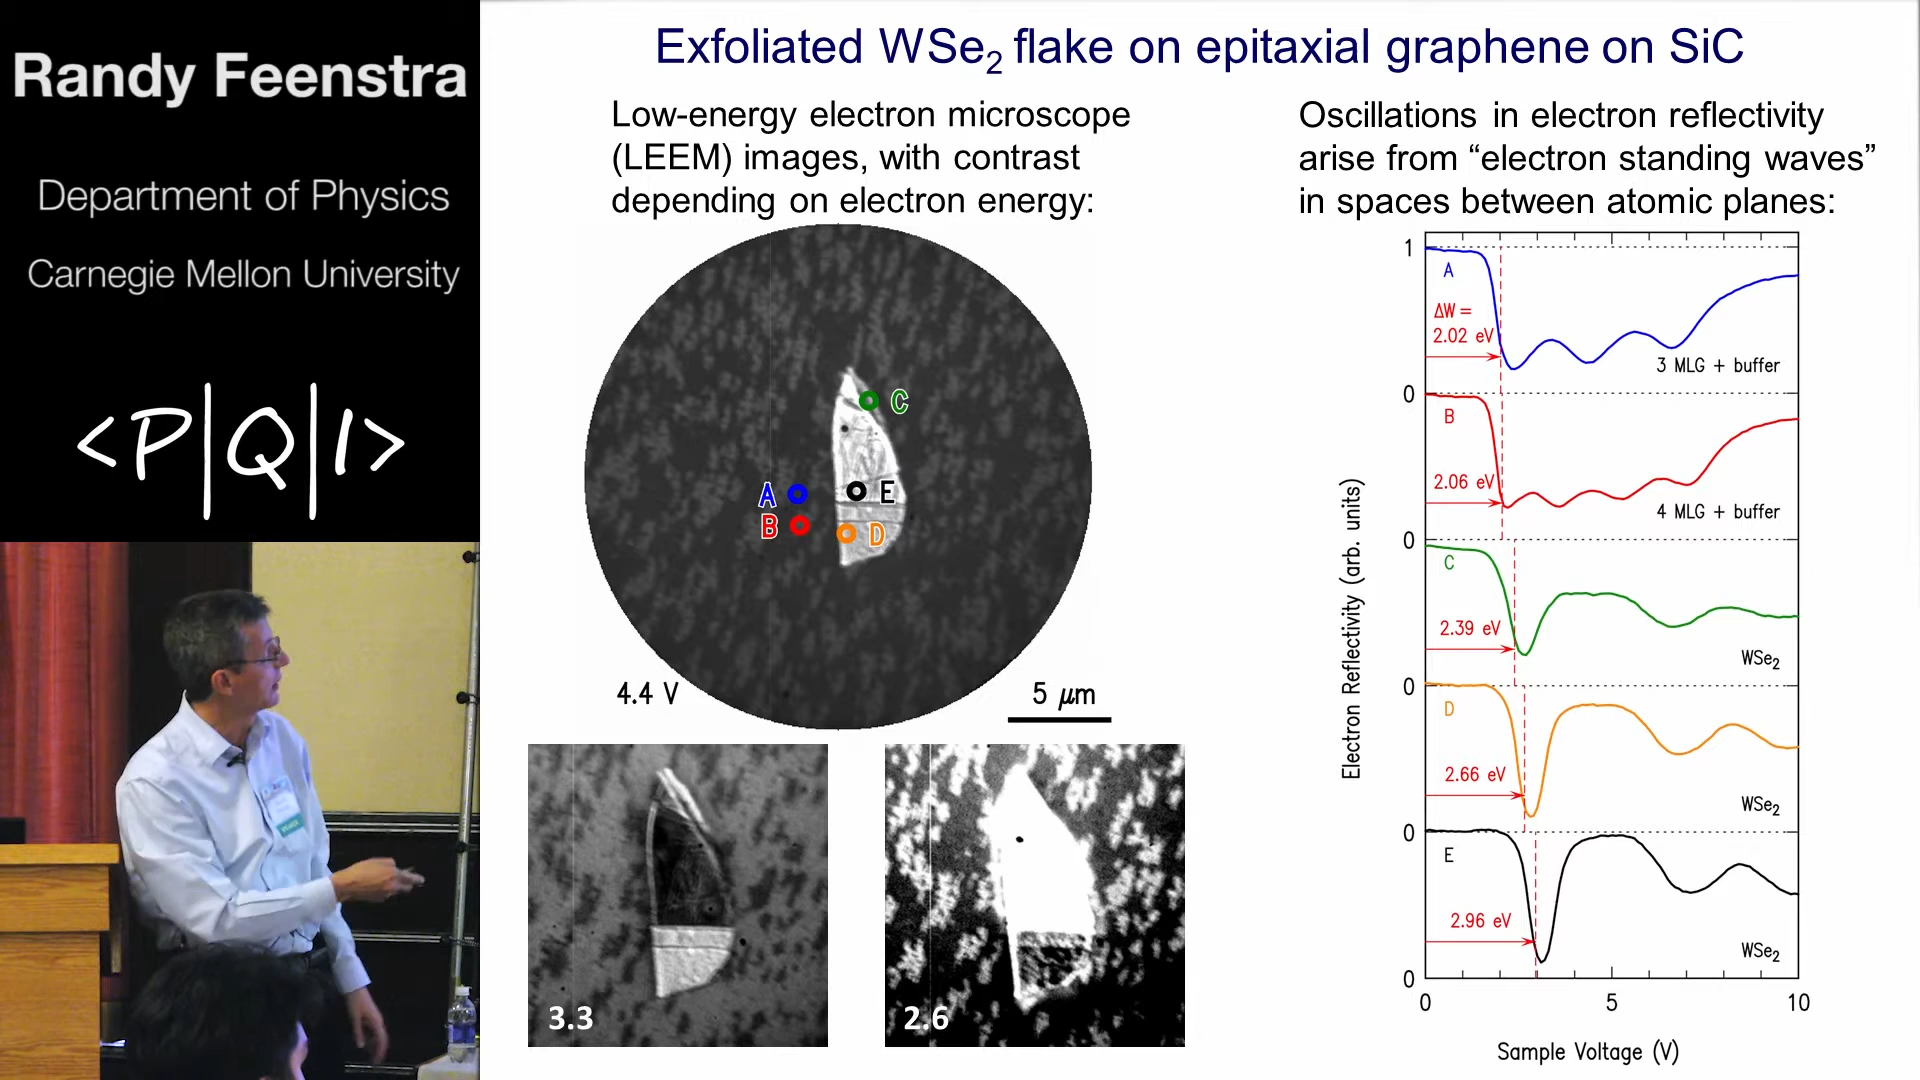 Randy Feenstra
Department of Physics
Carnegie Mellon University
<P|Q|I>
Exfoliated WSe₂ flake on epitaxial graphene on SiC
Low-energy electron microscope
(LEEM) images, with contrast
depending on electron energy:
C
A
E
B
D
4.4 V
5 μm
3.3
2.6
Oscillations in electron reflectivity
arise from “electron standing waves”
in spaces between atomic planes:
Electron Reflectivity (arb. units)
1
A
ΔW =
2.02 eV
3 MLG + buffer
0
B
2.06 eV
4 MLG + buffer
0
C
2.39 eV
WSe₂
0
D
2.66 eV
WSe₂
0
E
2.96 eV
WSe₂
0
0 5 10
Sample Voltage (V)